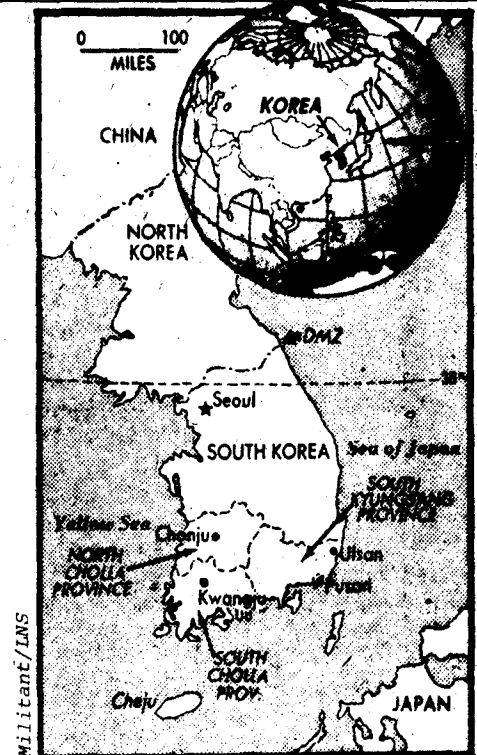 0 100
MILES
KOREA
CHINA
NORTH
KOREA
DMZ
38°
Seoul
SOUTH KOREA
Sea of Japan
SOUTH
KYUNGSANG
PROVINCE
Yellow Sea
Chonju
NORTH
CHOLLA
PROVINCE
Ulsan
Pusan
Kwangju
SOUTH
CHOLLA
PROV.
Cheju
JAPAN
Militant/LNS